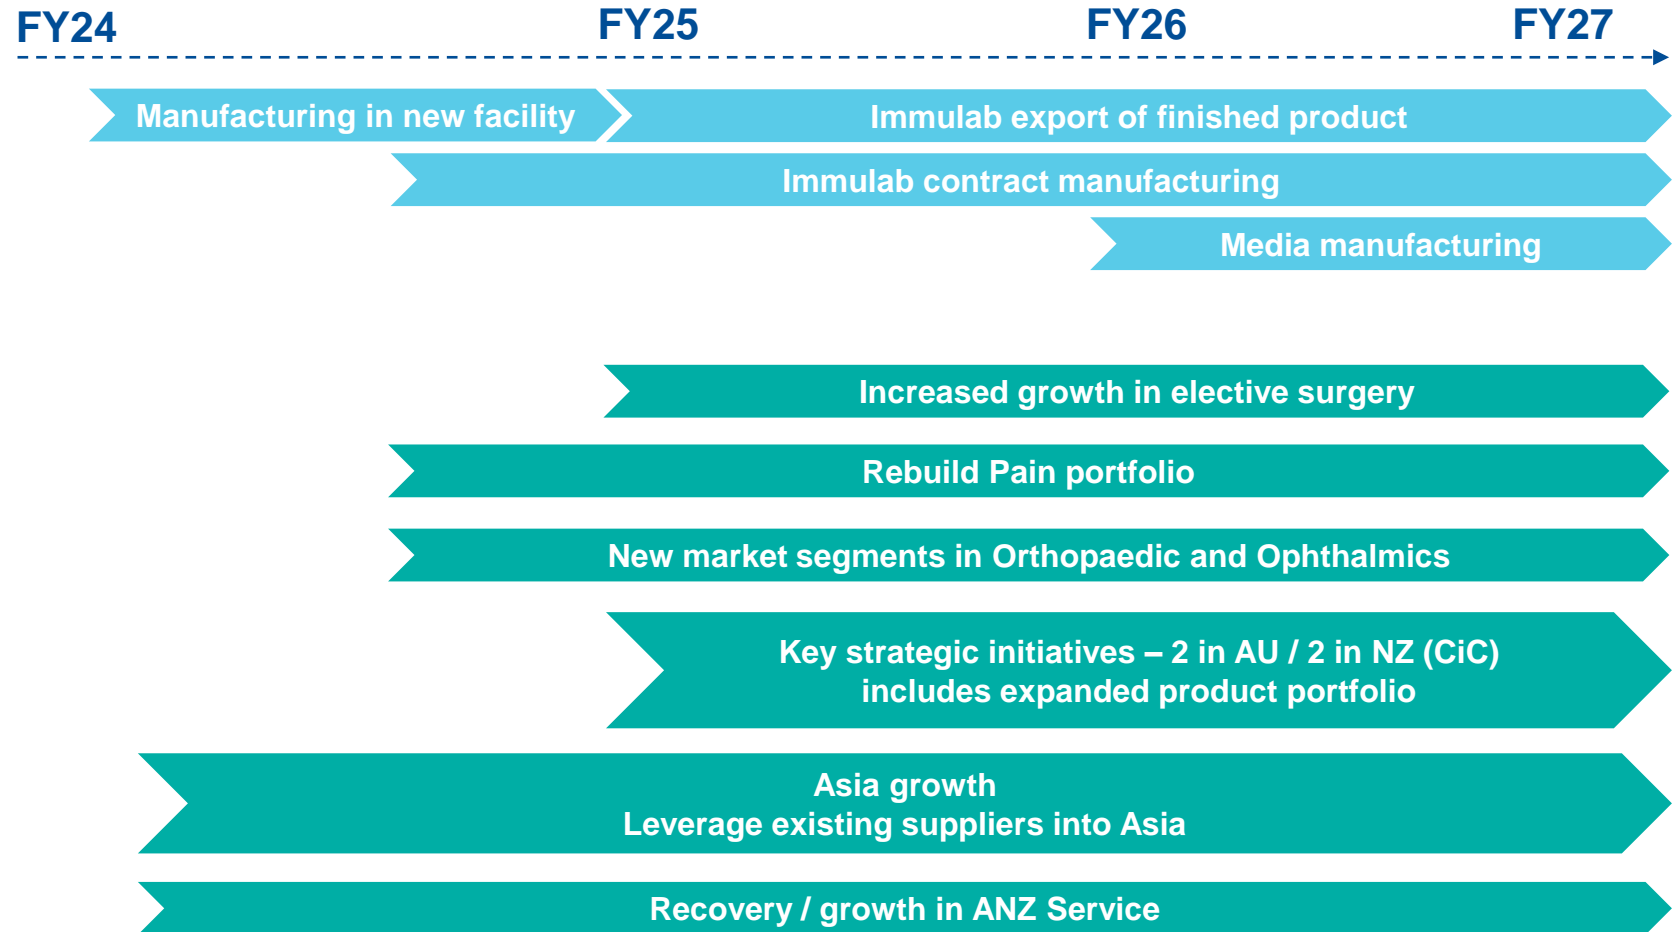 FY24 FY25 FY26 FY27
Manufacturing in new facility
Immulab export of finished product
Immulab contract manufacturing
Media manufacturing
Increased growth in elective surgery
Rebuild Pain portfolio
New market segments in Orthopaedic and Ophthalmics
Key strategic initiatives – 2 in AU / 2 in NZ (CiC)
includes expanded product portfolio
Asia growth
Leverage existing suppliers into Asia
Recovery / growth in ANZ Service